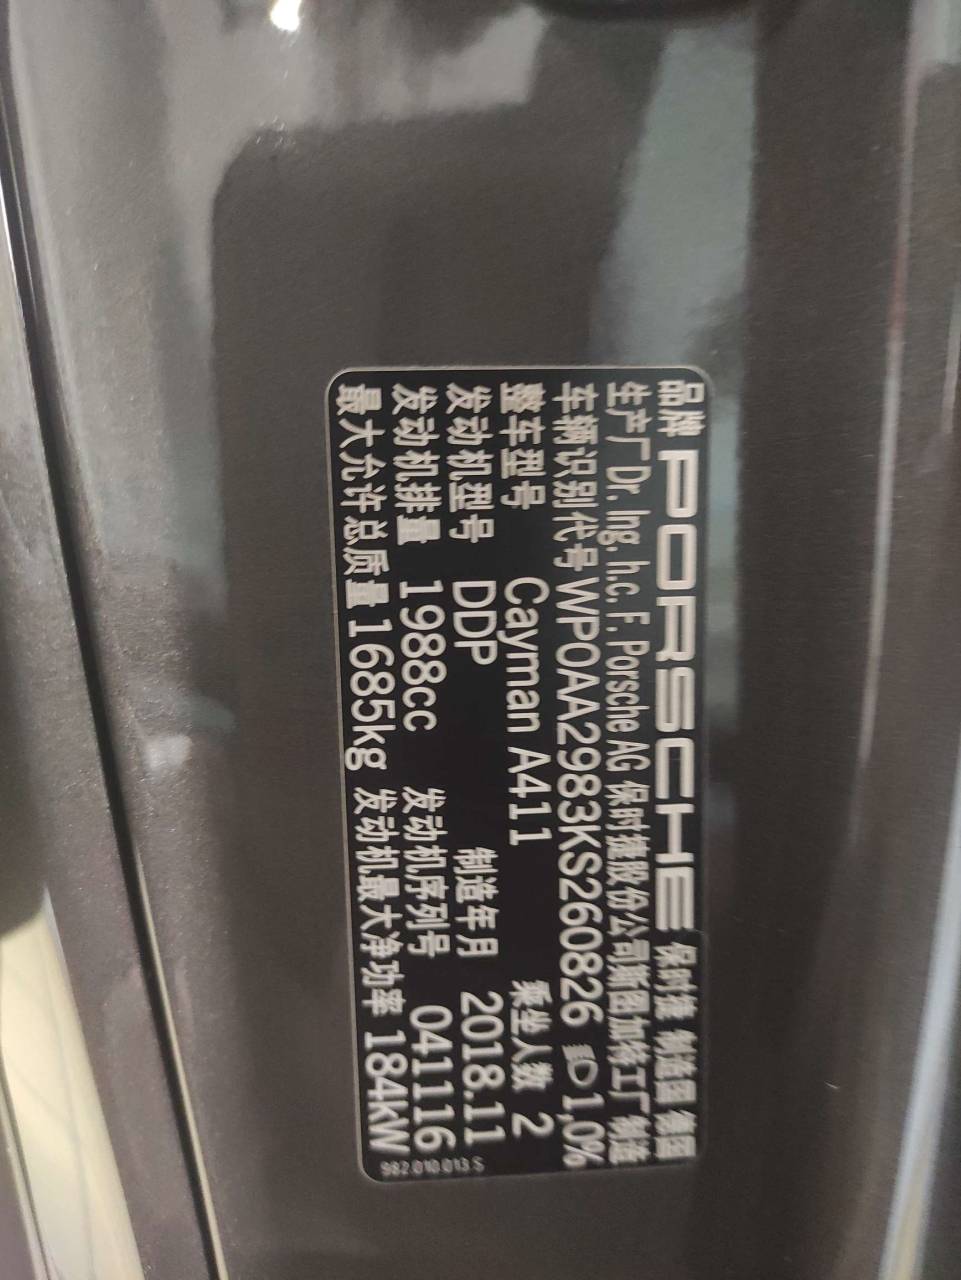 品牌 PORSCHE 保时捷 制造国 德国
生产厂 Dr. Ing. h.c. F. Porsche AG 保时捷股份公司斯图加特工厂 制造
车辆识别代号 WP0AA2983KS260826 1,0%
整车型号 Cayman A411 乘坐人数 2
发动机型号 DDP 制造年月 2018.11
发动机排量 1988cc 发动机序列号 041116
最大允许总质量 1685kg 发动机最大净功率 184kW
982.010.013.S